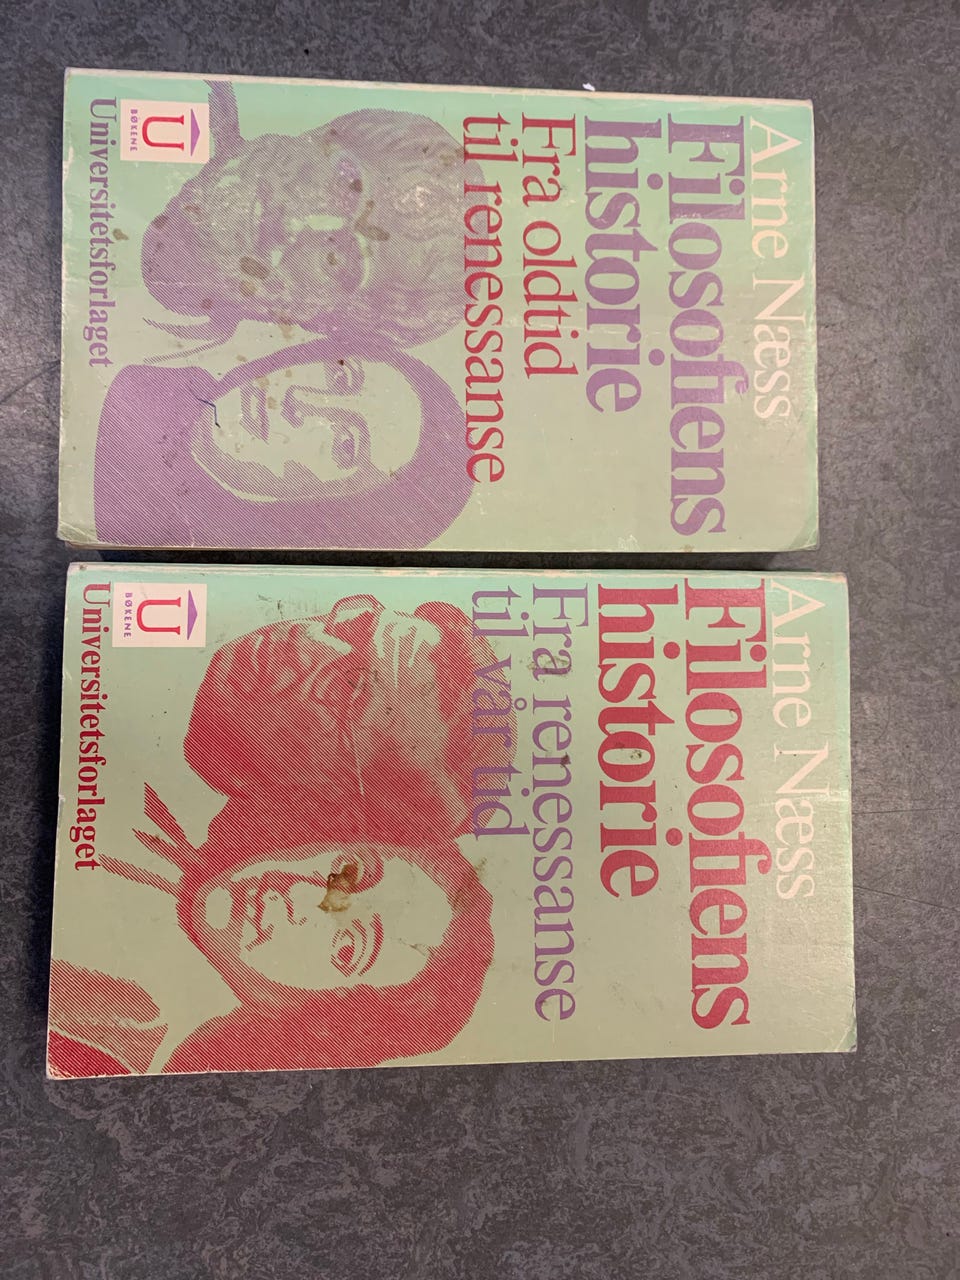 Arne Næss
Filosofiens
historie
Fra oldtid
til renessanse
U
BØKENE
Universitetsforlaget
Arne Næss
Filosofiens
historie
Fra renessanse
til vår tid
U
BØKENE
Universitetsforlaget